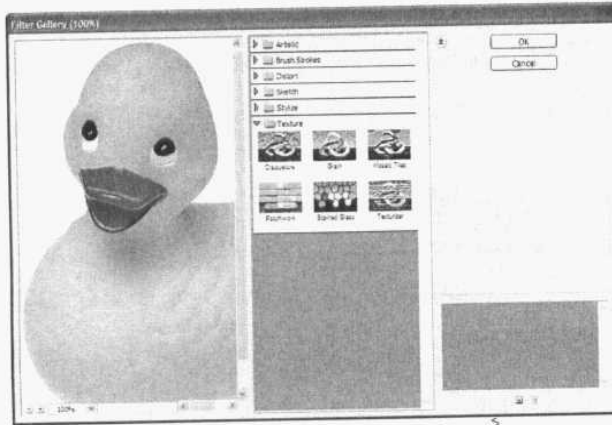 Filter Gallery (100%)
Artistic
Brush Strokes
Distort
Sketch
Stylize
Texture
Craquelure
Grain
Mosaic Tiles
Patchwork
Stained Glass
Texturizer
100%
OK
Cancel